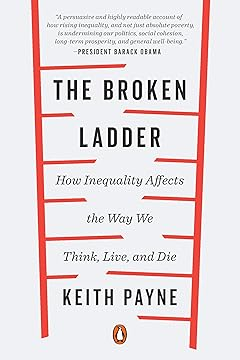 "A persuasive and highly readable account of
how rising inequality, and not just absolute poverty,
is undermining our politics, social cohesion,
long-term prosperity, and general well-being."
—PRESIDENT BARACK OBAMA
THE BROKEN
LADDER
How Inequality Affects
the Way We
Think, Live, and Die
KEITH PAYNE